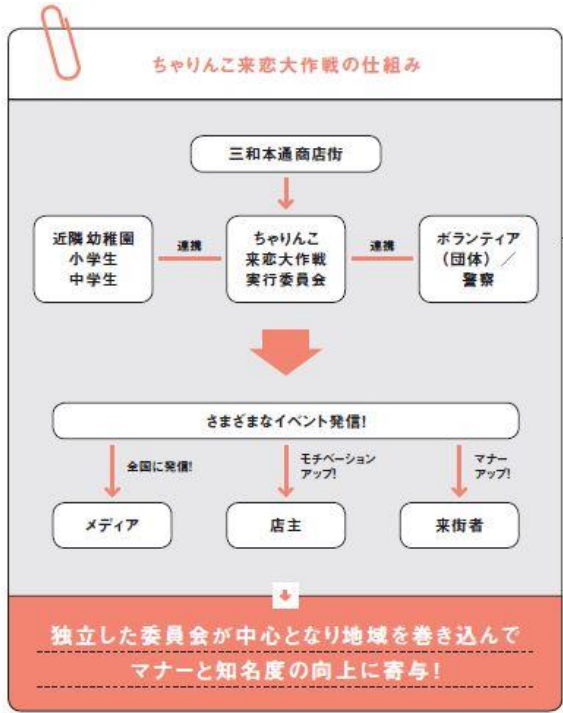 ちゃりんこ来恋大作戦の仕組み
三和本通商店街
近隣幼稚園
小学生
中学生
連携
ちゃりんこ
来恋大作戦
実行委員会
連携
ボランティア
（団体）／
警察
さまざまなイベント発信！
全国に発信！
モチベーション
アップ！
マナー
アップ！
メディア
店主
来街者
独立した委員会が中心となり地域を巻き込んで
マナーと知名度の向上に寄与！